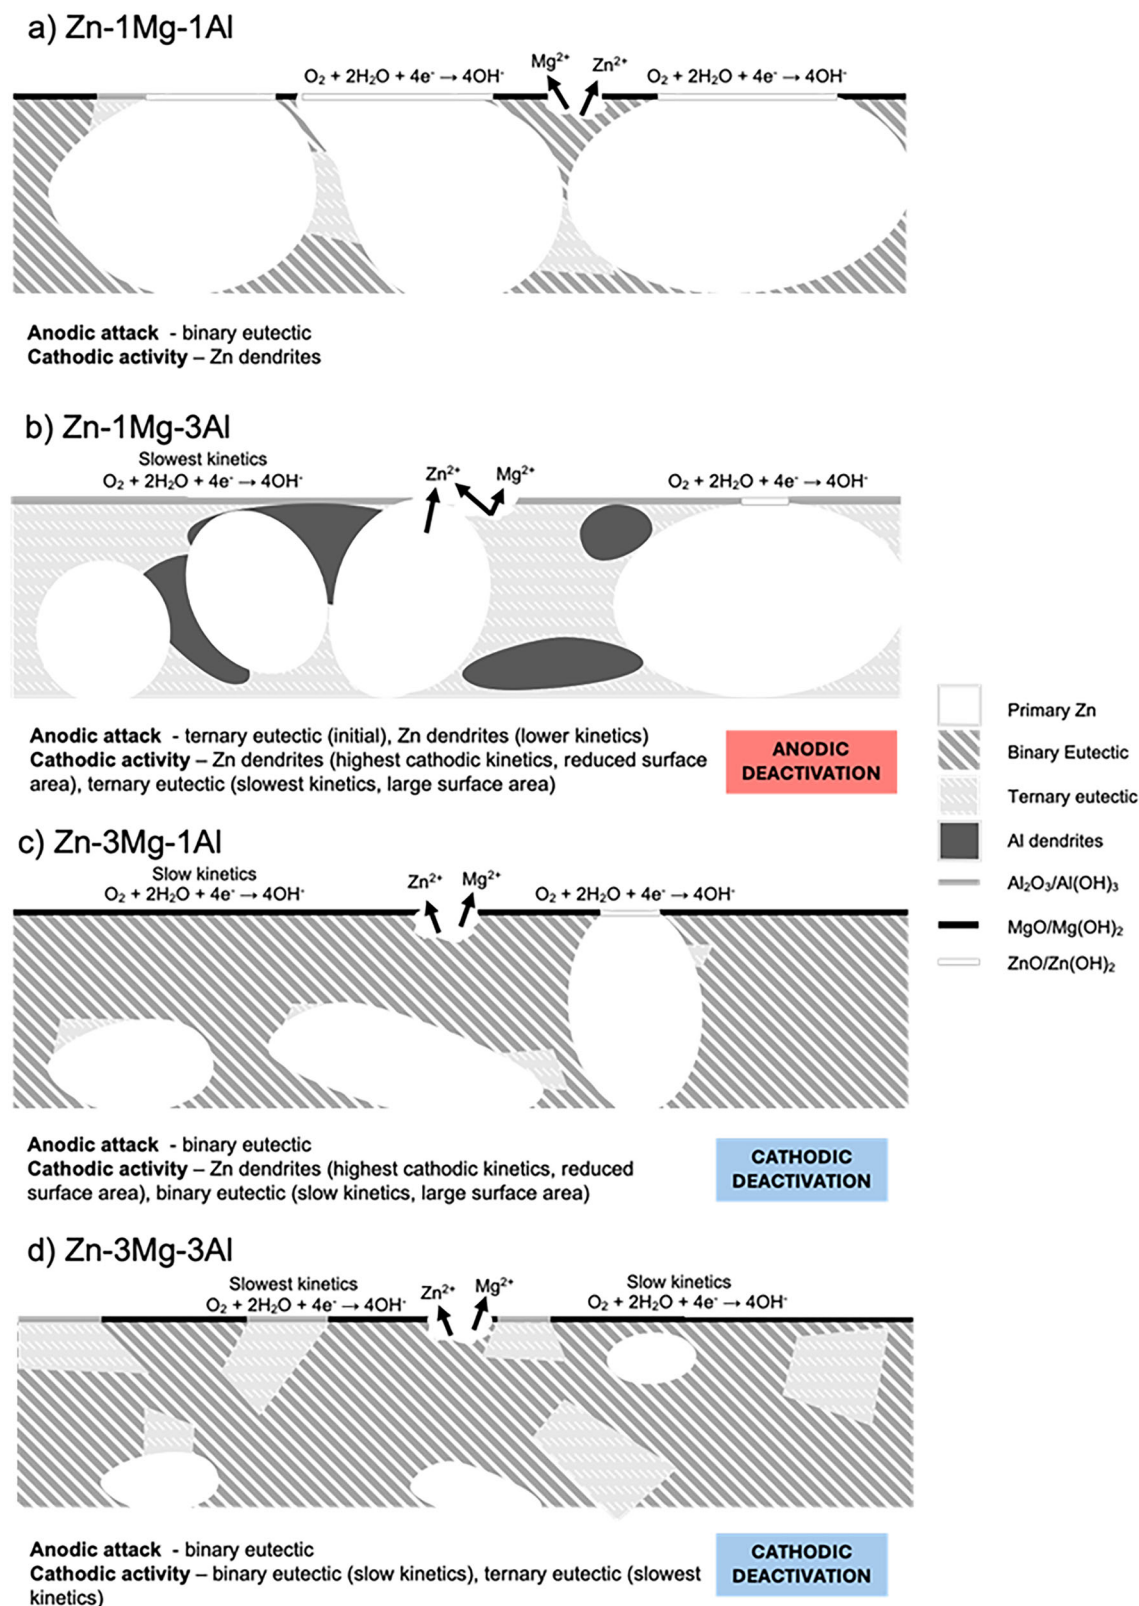 a) Zn-1Mg-1Al
Mg²⁺
Zn²⁺
O₂ + 2H₂O + 4e⁻ → 4OH⁻
O₂ + 2H₂O + 4e⁻ → 4OH⁻
Anodic attack - binary eutectic
Cathodic activity – Zn dendrites
b) Zn-1Mg-3Al
Slowest kinetics
O₂ + 2H₂O + 4e⁻ → 4OH⁻
Zn²⁺
Mg²⁺
O₂ + 2H₂O + 4e⁻ → 4OH⁻
Anodic attack - ternary eutectic (initial), Zn dendrites (lower kinetics)
Cathodic activity – Zn dendrites (highest cathodic kinetics, reduced surface
area), ternary eutectic (slowest kinetics, large surface area)
ANODIC
DEACTIVATION
c) Zn-3Mg-1Al
Slow kinetics
O₂ + 2H₂O + 4e⁻ → 4OH⁻
Zn²⁺
Mg²⁺
O₂ + 2H₂O + 4e⁻ → 4OH⁻
Anodic attack - binary eutectic
Cathodic activity – Zn dendrites (highest cathodic kinetics, reduced
surface area), binary eutectic (slow kinetics, large surface area)
CATHODIC
DEACTIVATION
d) Zn-3Mg-3Al
Slowest kinetics
O₂ + 2H₂O + 4e⁻ → 4OH⁻
Zn²⁺
Mg²⁺
Slow kinetics
O₂ + 2H₂O + 4e⁻ → 4OH⁻
Anodic attack - binary eutectic
Cathodic activity – binary eutectic (slow kinetics), ternary eutectic (slowest
kinetics)
CATHODIC
DEACTIVATION
Primary Zn
Binary Eutectic
Ternary eutectic
Al dendrites
Al₂O₃/Al(OH)₃
MgO/Mg(OH)₂
ZnO/Zn(OH)₂